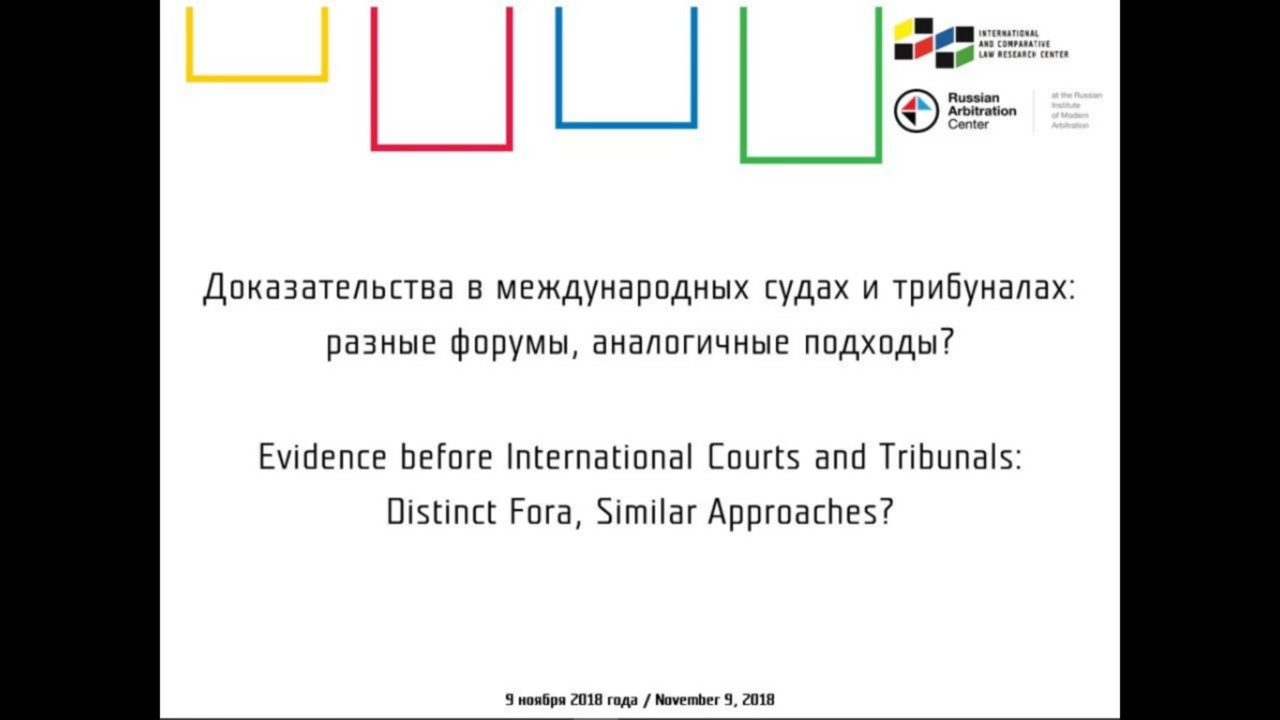 INTERNATIONAL
AND COMPARATIVE
LAW RESEARCH CENTER
Russian
Arbitration
Center
at the Russian
Institute
of Modern
Arbitration
Доказательства в международных судах и трибуналах:
разные форумы, аналогичные подходы?
Evidence before International Courts and Tribunals:
Distinct Fora, Similar Approaches?
9 ноября 2018 года / November 9, 2018